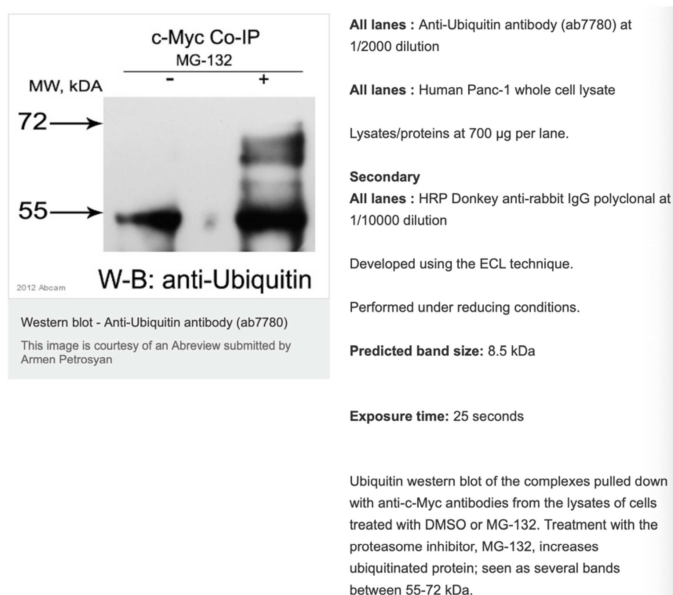 c-Myc Co-IP
MG-132
MW, kDA
- +
72
55
2012 Abcam
W-B: anti-Ubiquitin
Western blot - Anti-Ubiquitin antibody (ab7780)
This image is courtesy of an Abreview submitted by
Armen Petrosyan
All lanes : Anti-Ubiquitin antibody (ab7780) at
1/2000 dilution
All lanes : Human Panc-1 whole cell lysate
Lysates/proteins at 700 µg per lane.
Secondary
All lanes : HRP Donkey anti-rabbit IgG polyclonal at
1/10000 dilution
Developed using the ECL technique.
Performed under reducing conditions.
Predicted band size: 8.5 kDa
Exposure time: 25 seconds
Ubiquitin western blot of the complexes pulled down
with anti-c-Myc antibodies from the lysates of cells
treated with DMSO or MG-132. Treatment with the
proteasome inhibitor, MG-132, increases
ubiquitinated protein; seen as several bands
between 55-72 kDa.